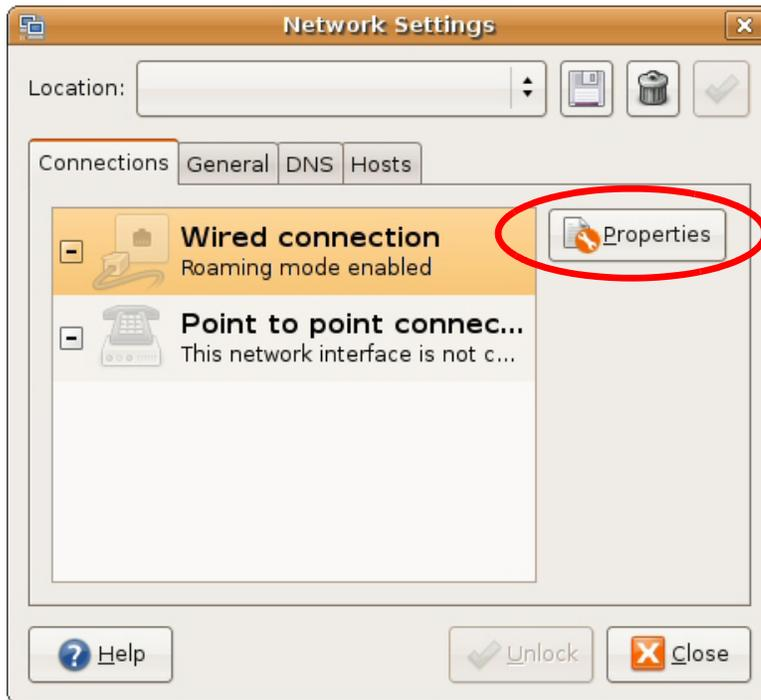 Network Settings
Location:
Connections General DNS Hosts
Wired connection
Roaming mode enabled
Properties
Point to point connec...
This network interface is not c...
Help
Unlock
Close